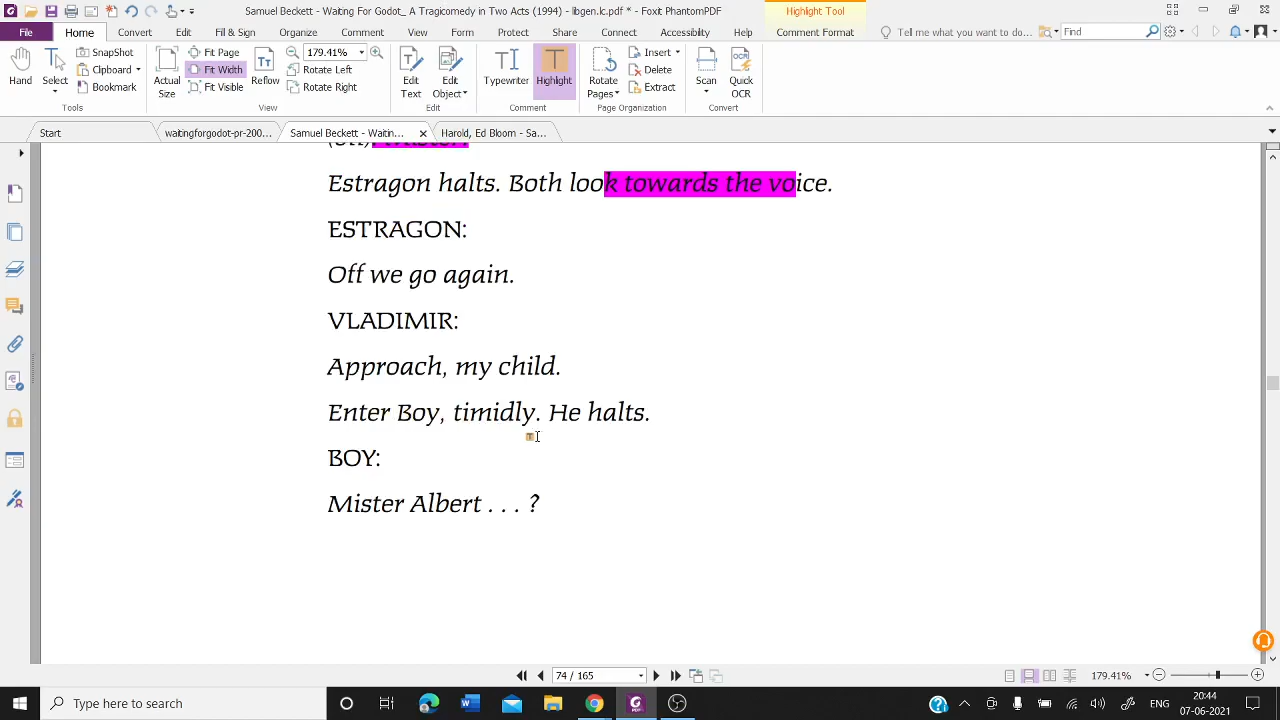 Samuel Beckett - Waiting For Godot_ A Tragicomedy in Two Acts (1994) - libgen.lc.pdf * - Foxit PhantomPDF
Highlight Tool
File Home Convert Edit Fill & Sign Organize Comment View Form Protect Share Connect Accessibility Help Comment Format Tell me what you want to do... Find
Hand
Select
SnapShot
Clipboard
Bookmark
Tools
Actual Size
Fit Page
Fit Width
Fit Visible
Reflow
179.41%
Rotate Left
Rotate Right
View
Edit Text
Edit Object
Edit
Typewriter
Highlight
Comment
Rotate Pages
Insert
Delete
Extract
Page Organization
Scan
Quick OCR
Convert
Start
waitingforgodot-pr-200...
Samuel Beckett - Waitin...
Harold, Ed Bloom - Sa...
Estragon halts. Both look towards the voice.
ESTRAGON:
Off we go again.
VLADIMIR:
Approach, my child.
Enter Boy, timidly. He halts.
BOY:
Mister Albert . . . ?
74 / 165
179.41%
Type here to search
ENG
20:44
07-06-2021